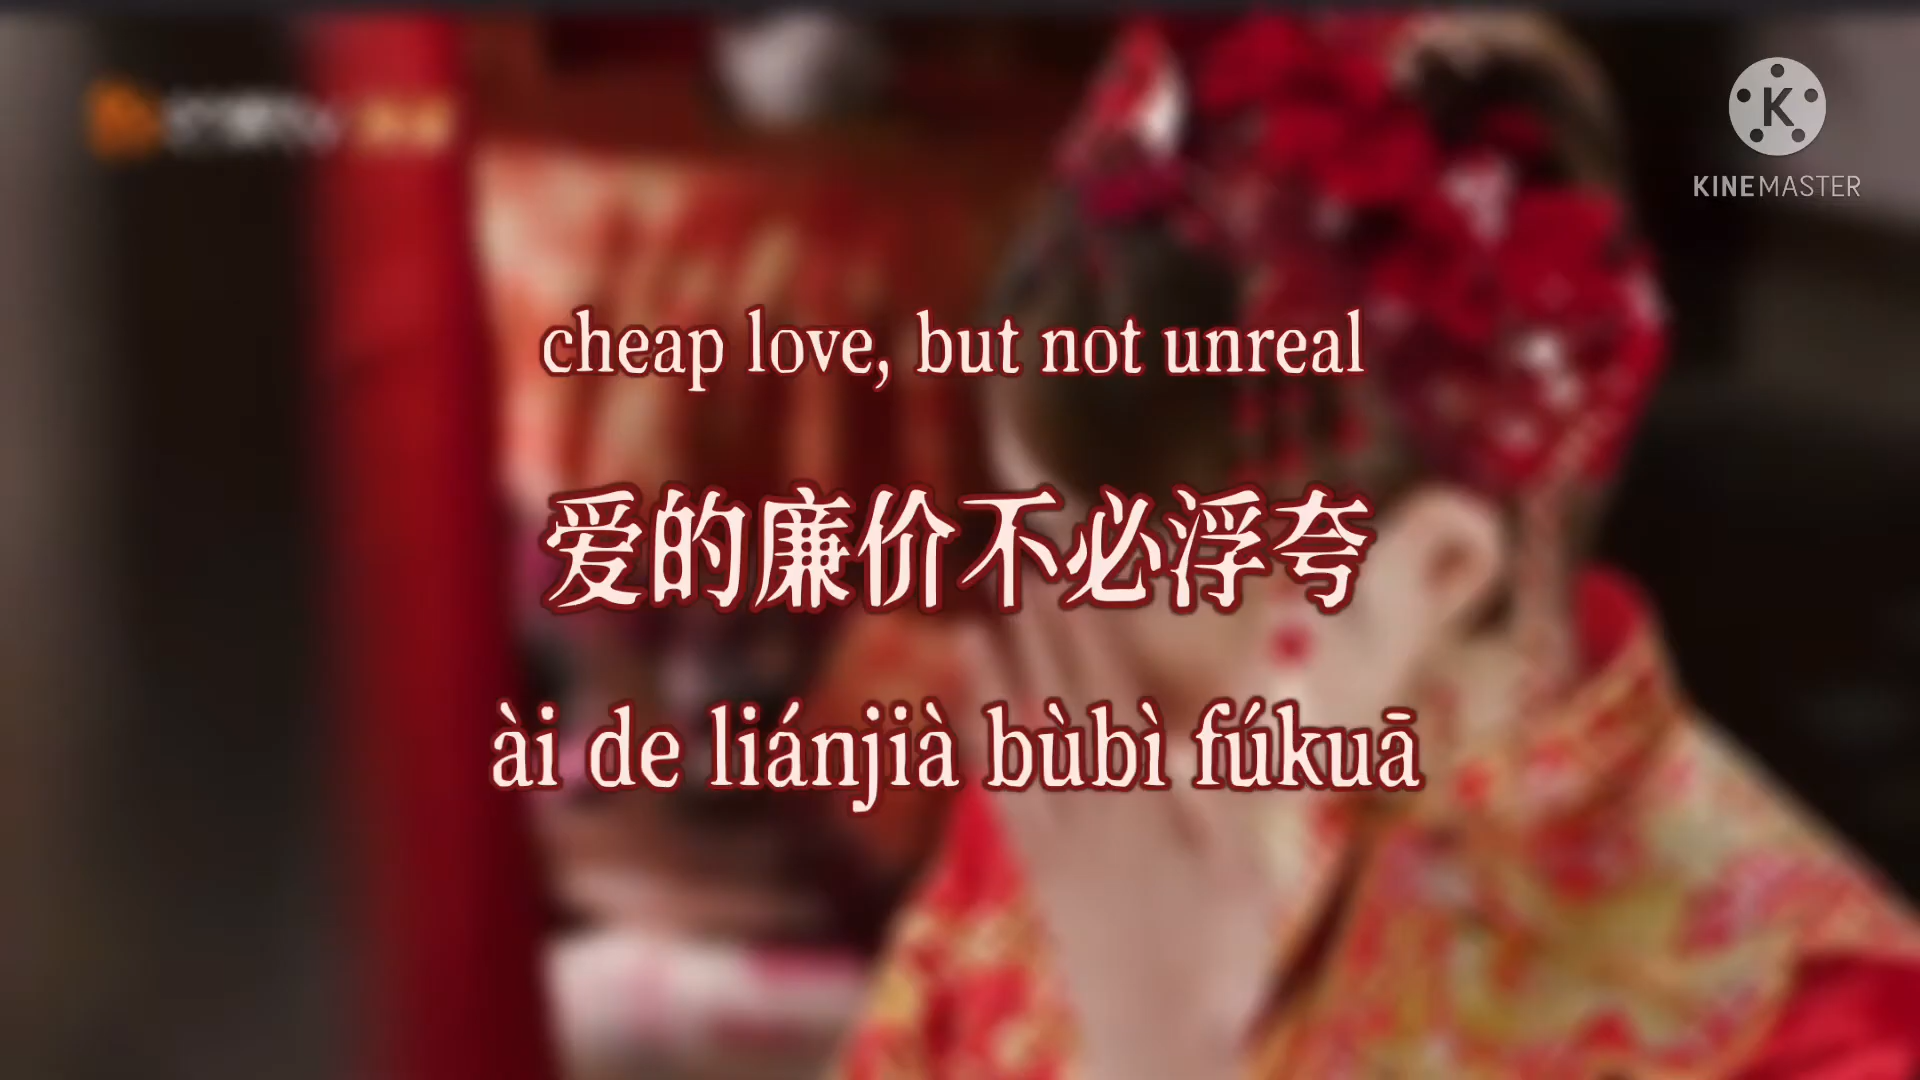 KINEMASTER
cheap love, but not unreal
爱的廉价不必浮夸
ài de liánjià bùbì fúkuā